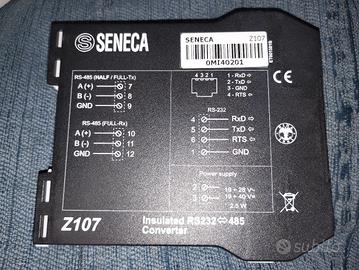 SENECA
SENECA Z107
0MI40201
RS-485 (HALF / FULL-Tx)
A (+) 7
B (-) 8
GND 9
RS-485 (FULL-Rx)
A (+) 10
B (-) 11
GND 12
4 3 2 1
1 - RxD
2 - TxD
3 - GND
4 - RTS
CE
RS-232
4 RxD
5 TxD
6 RTS
1 GND
Power supply
2 19 ÷ 28 V~
3 19 ÷ 40 V=
2.5 W
Z107
Insulated RS232 ⇔ 485
Converter
subito